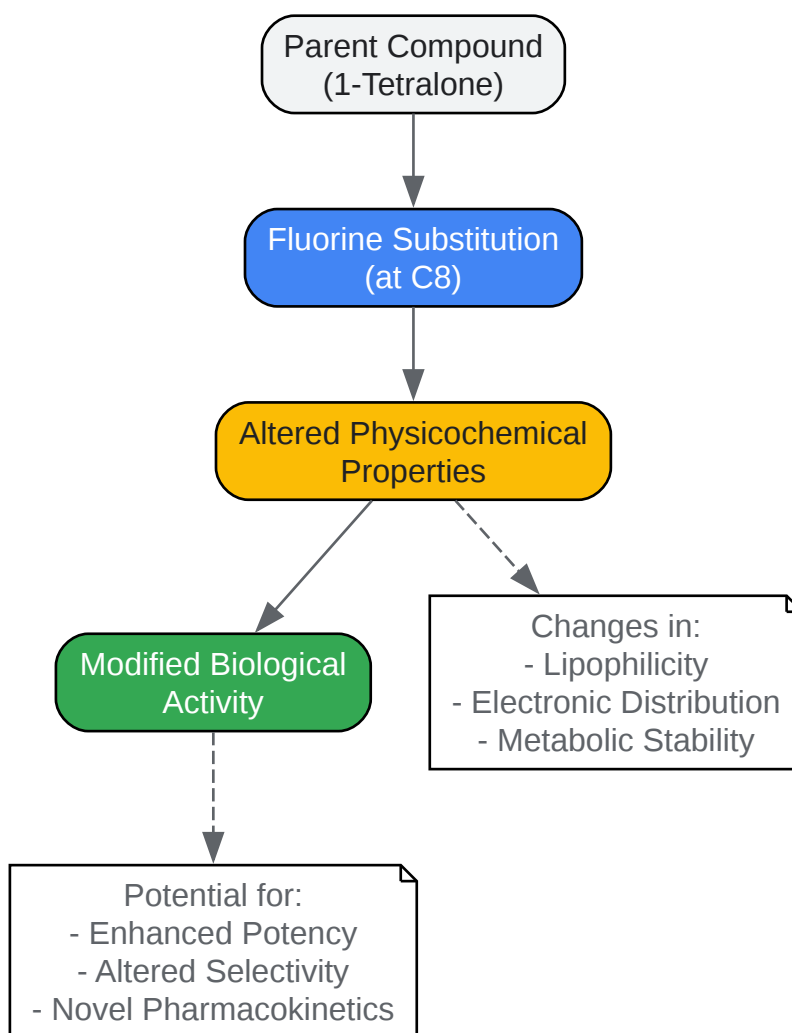 Parent Compound
(1-Tetralone)
Fluorine Substitution
(at C8)
Altered Physicochemical
Properties
Modified Biological
Activity
Changes in:
- Lipophilicity
- Electronic Distribution
- Metabolic Stability
Potential for:
- Enhanced Potency
- Altered Selectivity
- Novel Pharmacokinetics